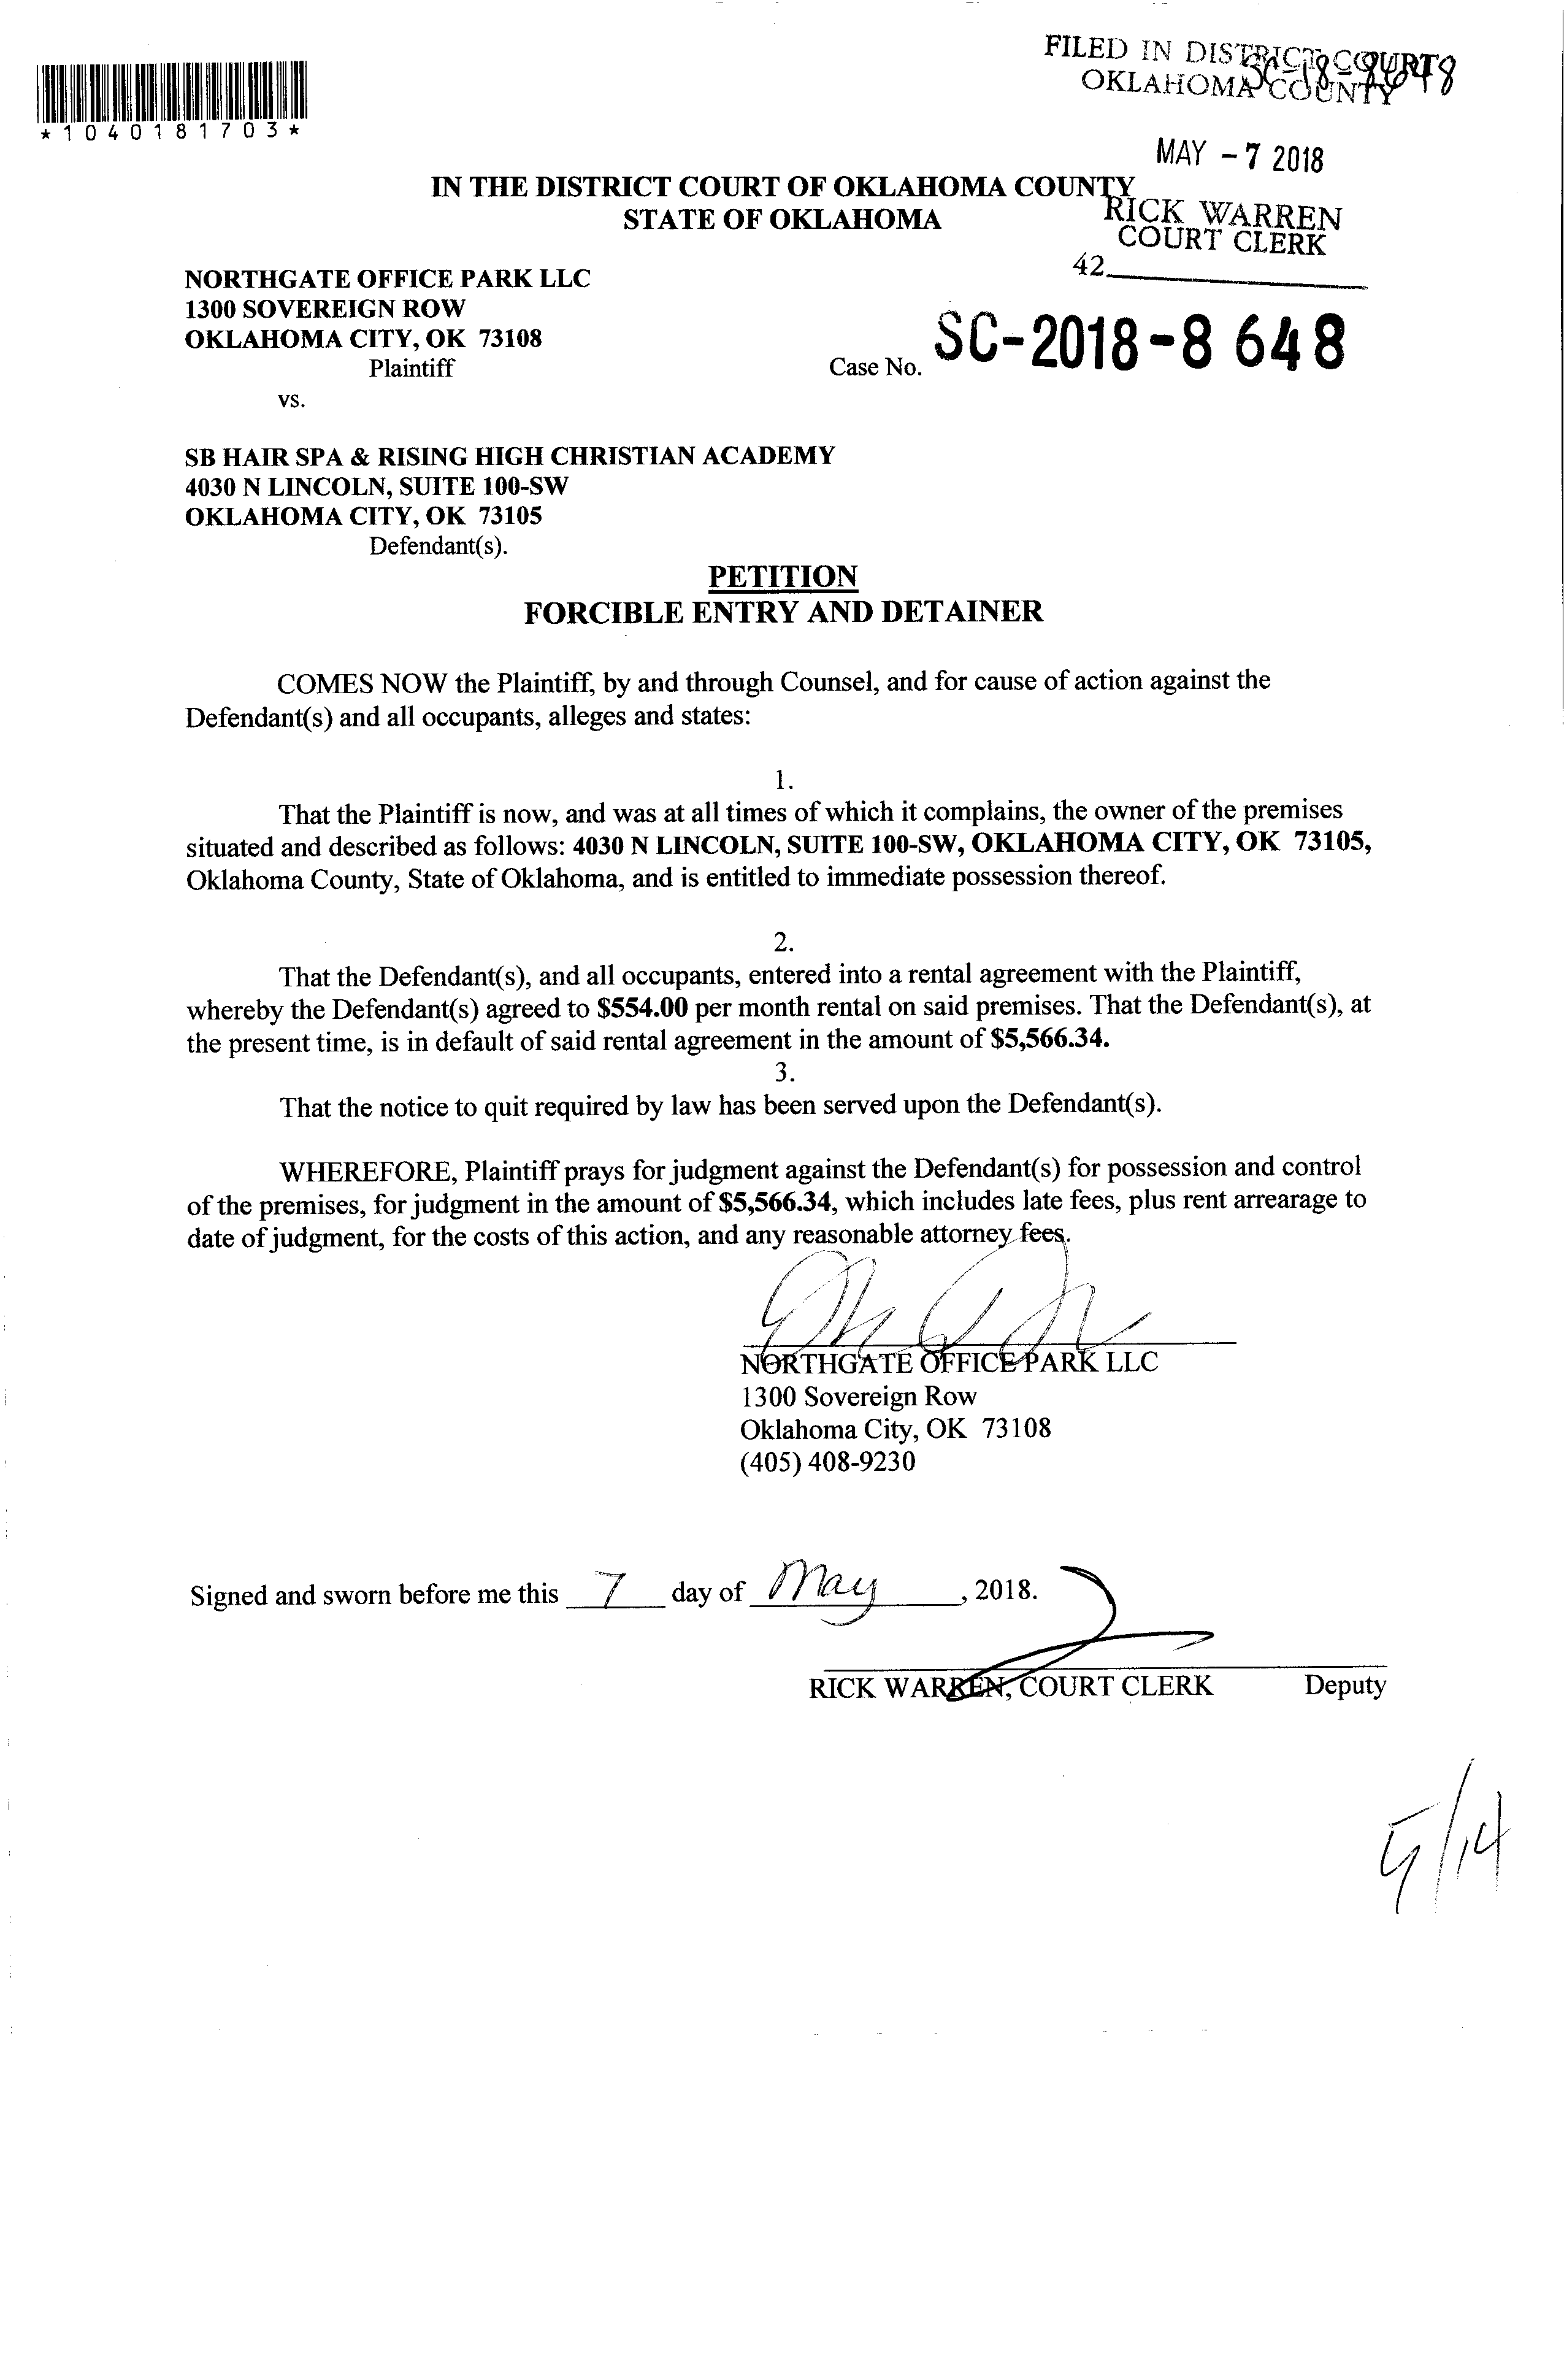 FILED IN DISTRICT COURT
OKLAHOMA COUNTY
SC-18-8648
*1040181703*
MAY -7 2018
IN THE DISTRICT COURT OF OKLAHOMA COUNTY
STATE OF OKLAHOMA
RICK WARREN
COURT CLERK
42
NORTHGATE OFFICE PARK LLC
1300 SOVEREIGN ROW
OKLAHOMA CITY, OK 73108
Plaintiff
Case No. SC-2018-8 648
vs.
SB HAIR SPA & RISING HIGH CHRISTIAN ACADEMY
4030 N LINCOLN, SUITE 100-SW
OKLAHOMA CITY, OK 73105
Defendant(s).
PETITION
FORCIBLE ENTRY AND DETAINER
COMES NOW the Plaintiff, by and through Counsel, and for cause of action against the
Defendant(s) and all occupants, alleges and states:
1.
That the Plaintiff is now, and was at all times of which it complains, the owner of the premises
situated and described as follows: 4030 N LINCOLN, SUITE 100-SW, OKLAHOMA CITY, OK 73105,
Oklahoma County, State of Oklahoma, and is entitled to immediate possession thereof.
2.
That the Defendant(s), and all occupants, entered into a rental agreement with the Plaintiff,
whereby the Defendant(s) agreed to $554.00 per month rental on said premises. That the Defendant(s), at
the present time, is in default of said rental agreement in the amount of $5,566.34.
3.
That the notice to quit required by law has been served upon the Defendant(s).
WHEREFORE, Plaintiff prays for judgment against the Defendant(s) for possession and control
of the premises, for judgment in the amount of $5,566.34, which includes late fees, plus rent arrearage to
date of judgment, for the costs of this action, and any reasonable attorney fees.
NORTHGATE OFFICE PARK LLC
1300 Sovereign Row
Oklahoma City, OK 73108
(405) 408-9230
Signed and sworn before me this 7 day of May, 2018.
RICK WARREN, COURT CLERK Deputy
5/14